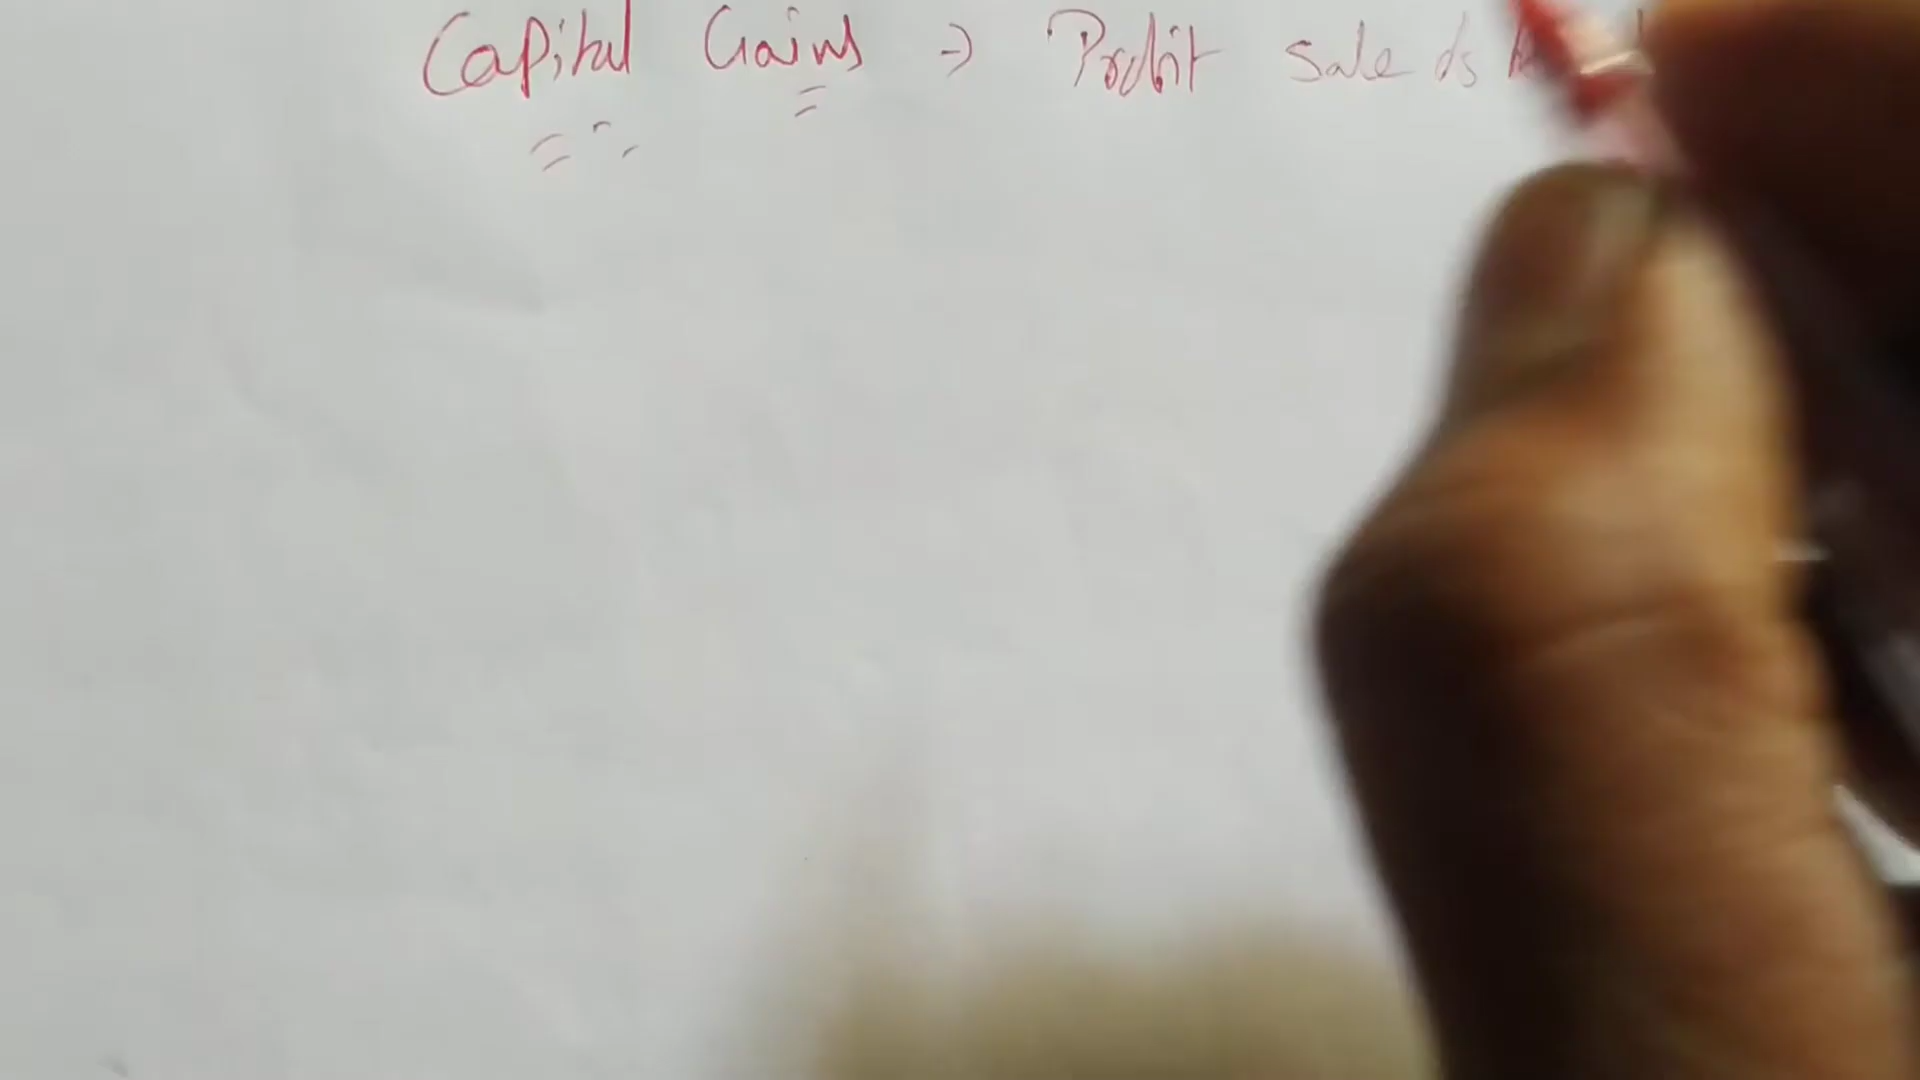 Capital Gains → Profit Sale of